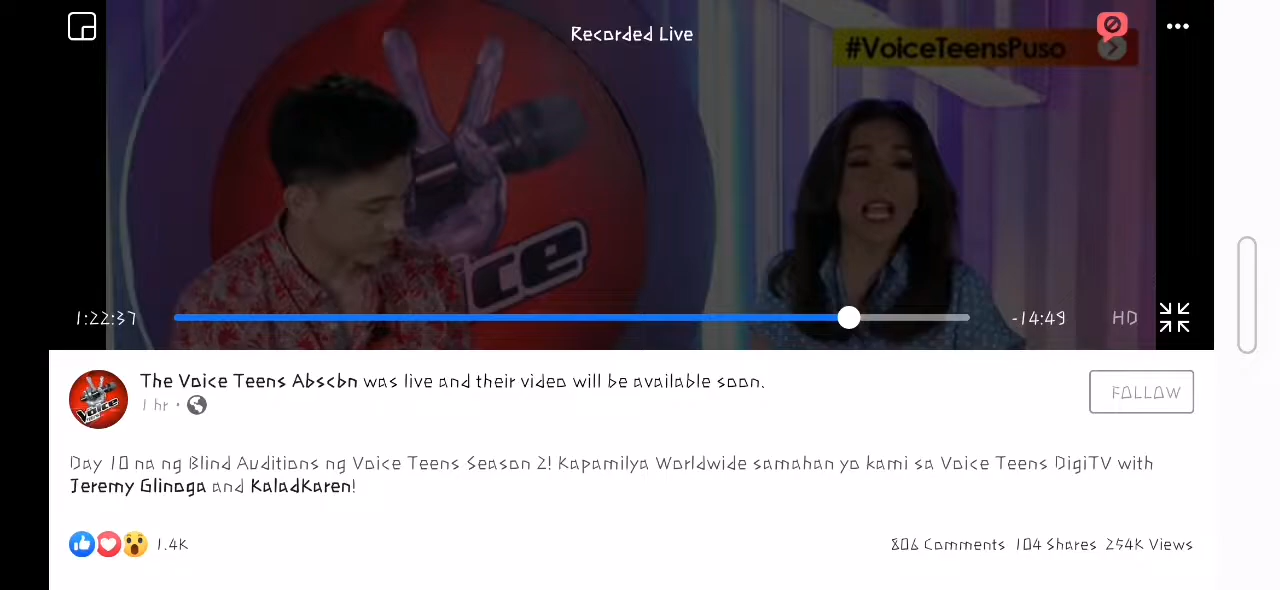 Recorded Live
#VoiceTeensPuso
ice
1:22:37
-14:49
HD
The Voice Teens Abscbn was live and their video will be available soon.
FOLLOW
1 hr ·
Voice
Day 10 na ng Blind Auditions ng Voice Teens Season 2! Kapamilya Worldwide samahan yo kami sa Voice Teens DigiTV with
Jeremy Glinoga and KaladKaren!
1.4K
806 Comments 104 Shares 254K Views